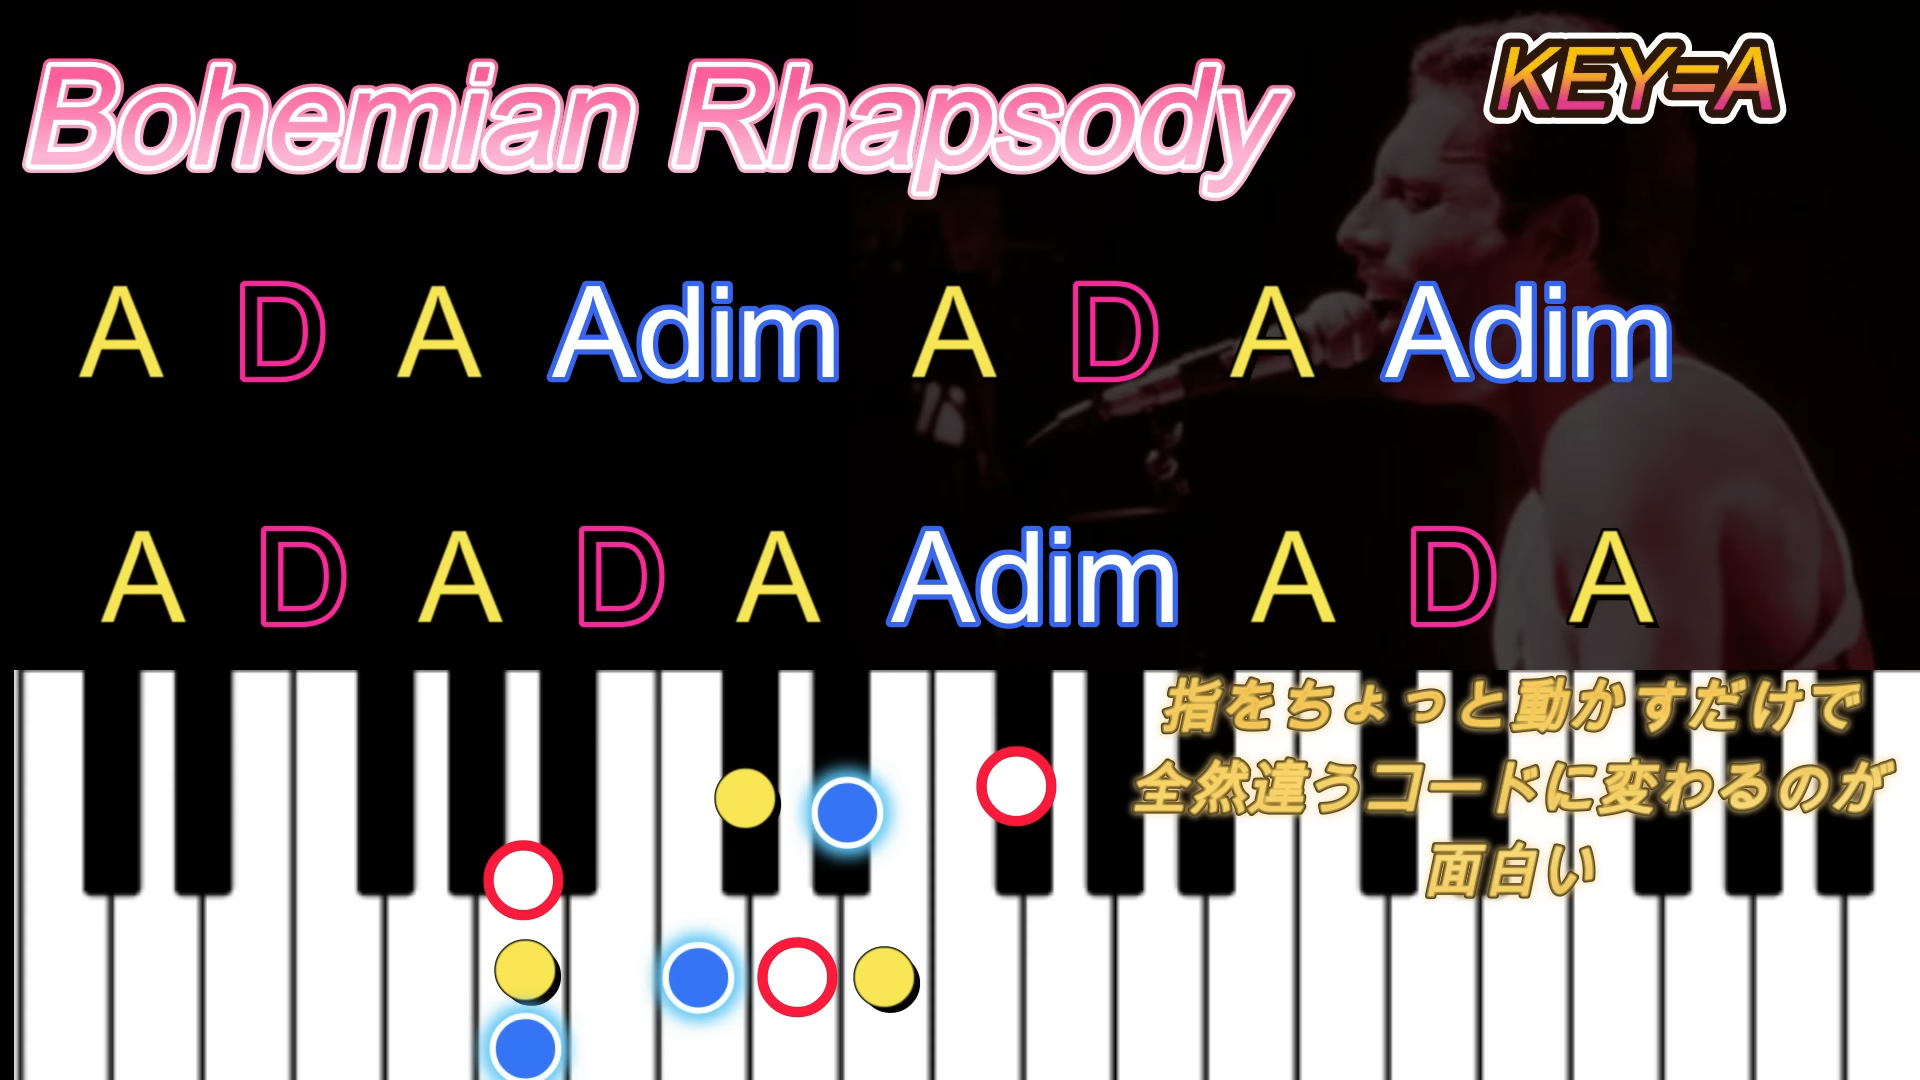 Bohemian Rhapsody
KEY=A
A D A Adim A D A Adim
A D A D A Adim A D A
指をちょっと動かすだけで
全然違うコードに変わるのが
面白い